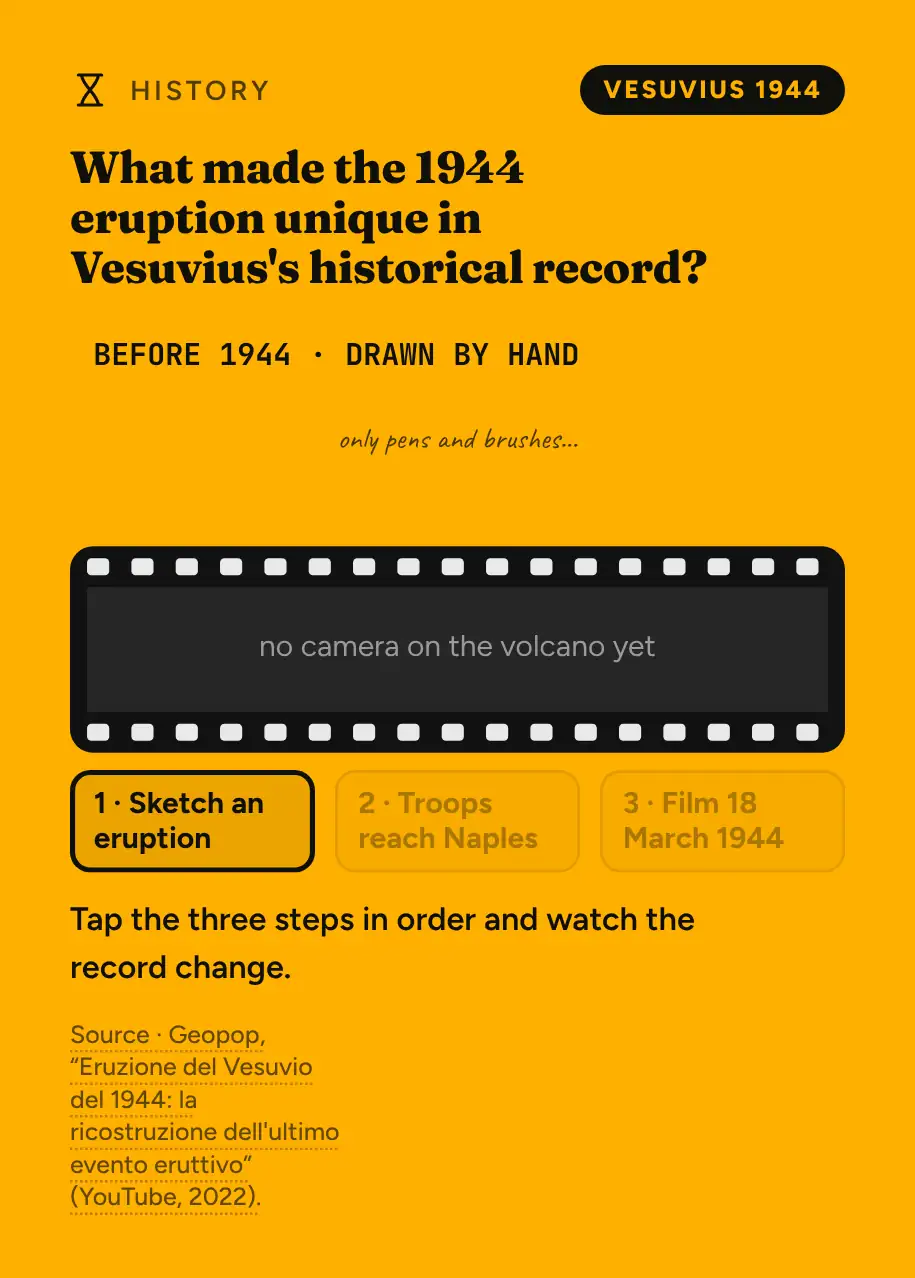 HISTORY
VESUVIUS 1944
What made the 1944
eruption unique in
Vesuvius's historical record?
BEFORE 1944 · DRAWN BY HAND
only pens and brushes...
no camera on the volcano yet
1 · Sketch an
eruption
2 · Troops
reach Naples
3 · Film 18
March 1944
Tap the three steps in order and watch the
record change.
Source · Geopop,
“Eruzione del Vesuvio
del 1944: la
ricostruzione dell'ultimo
evento eruttivo”
(YouTube, 2022).